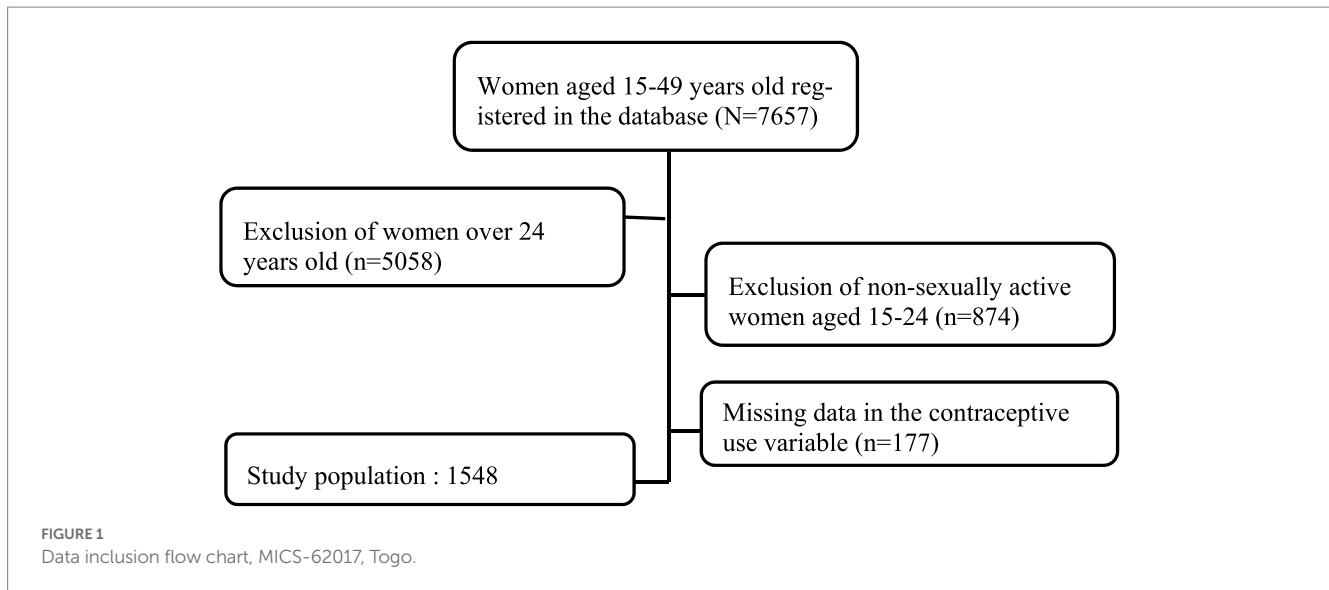 Women aged 15-49 years old reg-
istered in the database (N=7657)
Exclusion of women over 24
years old (n=5058)
Exclusion of non-sexually active
women aged 15-24 (n=874)
Missing data in the contraceptive
use variable (n=177)
Study population : 1548
FIGURE 1
Data inclusion flow chart, MICS-62017, Togo.